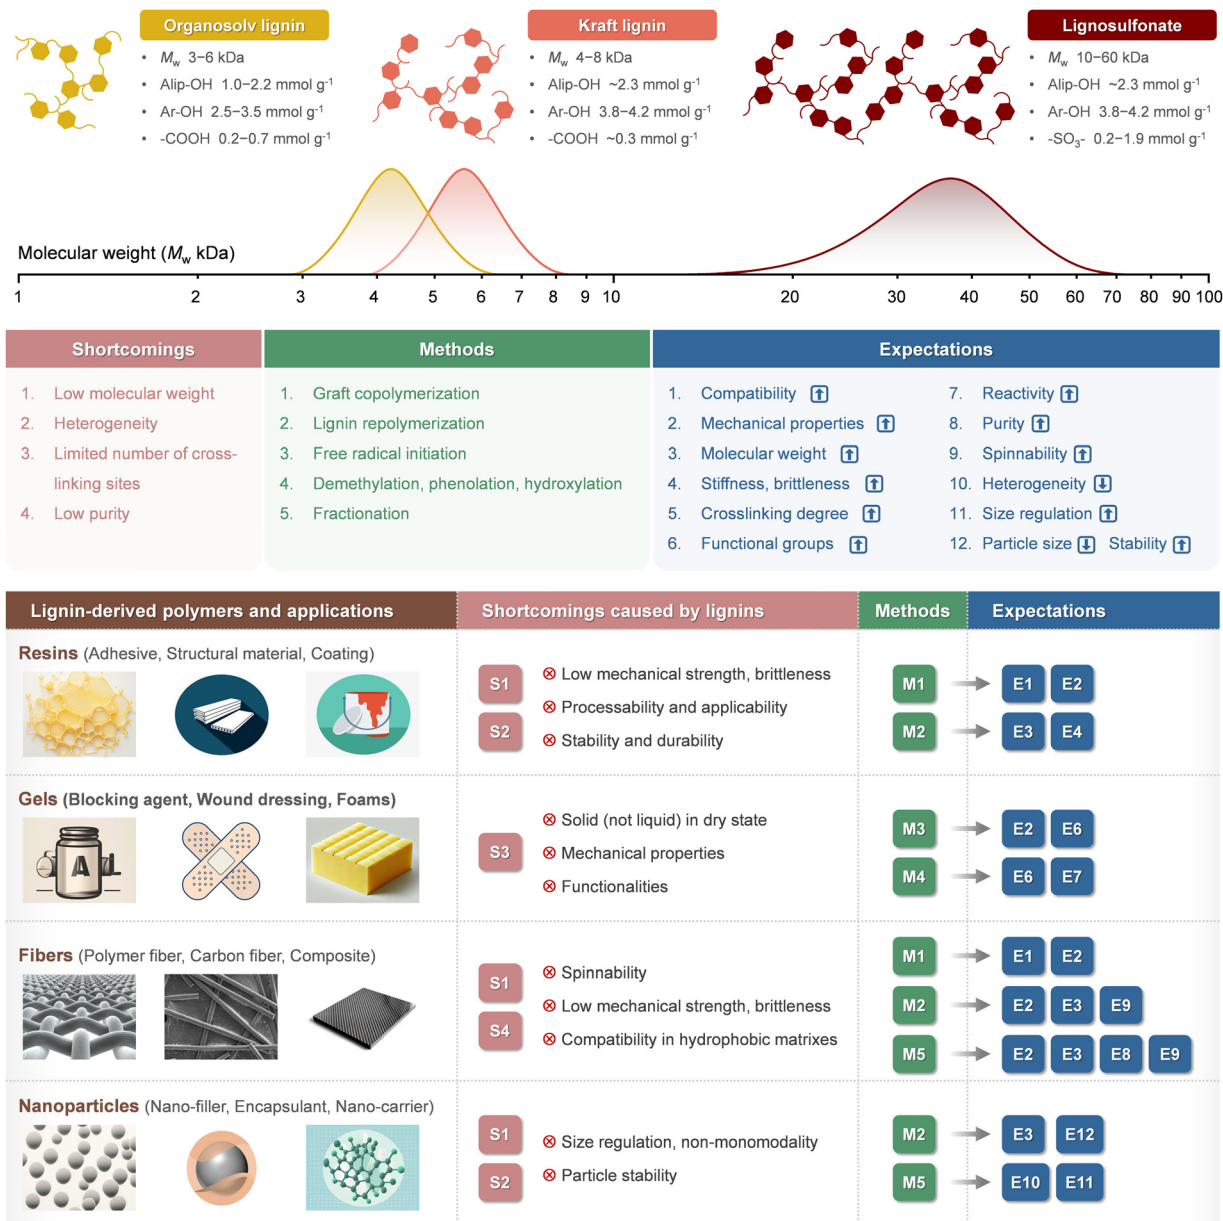 Organosolv lignin
• Mw 3–6 kDa
• Alip-OH 1.0–2.2 mmol g-1
• Ar-OH 2.5–3.5 mmol g-1
• -COOH 0.2–0.7 mmol g-1
Kraft lignin
• Mw 4–8 kDa
• Alip-OH ~2.3 mmol g-1
• Ar-OH 3.8–4.2 mmol g-1
• -COOH ~0.3 mmol g-1
Lignosulfonate
• Mw 10–60 kDa
• Alip-OH ~2.3 mmol g-1
• Ar-OH 3.8–4.2 mmol g-1
• -SO3- 0.2–1.9 mmol g-1
Molecular weight (Mw kDa)
1 2 3 4 5 6 7 8 9 10 20 30 40 50 60 70 80 90 100
Shortcomings
1. Low molecular weight
2. Heterogeneity
3. Limited number of cross-
linking sites
4. Low purity
Methods
1. Graft copolymerization
2. Lignin repolymerization
3. Free radical initiation
4. Demethylation, phenolation, hydroxylation
5. Fractionation
Expectations
1. Compatibility ⬆
2. Mechanical properties ⬆
3. Molecular weight ⬆
4. Stiffness, brittleness ⬆
5. Crosslinking degree ⬆
6. Functional groups ⬆
7. Reactivity ⬆
8. Purity ⬆
9. Spinnability ⬆
10. Heterogeneity ⬇
11. Size regulation ⬆
12. Particle size ⬇ Stability ⬆
Lignin-derived polymers and applications
Shortcomings caused by lignins
Methods
Expectations
Resins (Adhesive, Structural material, Coating)
S1
S2
⊗ Low mechanical strength, brittleness
⊗ Processability and applicability
⊗ Stability and durability
M1 → E1 E2
M2 → E3 E4
Gels (Blocking agent, Wound dressing, Foams)
A
S3
⊗ Solid (not liquid) in dry state
⊗ Mechanical properties
⊗ Functionalities
M3 → E2 E6
M4 → E6 E7
Fibers (Polymer fiber, Carbon fiber, Composite)
S1
S4
⊗ Spinnability
⊗ Low mechanical strength, brittleness
⊗ Compatibility in hydrophobic matrixes
M1 → E1 E2
M2 → E2 E3 E9
M5 → E2 E3 E8 E9
Nanoparticles (Nano-filler, Encapsulant, Nano-carrier)
S1
S2
⊗ Size regulation, non-monomodality
⊗ Particle stability
M2 → E3 E12
M5 → E10 E11